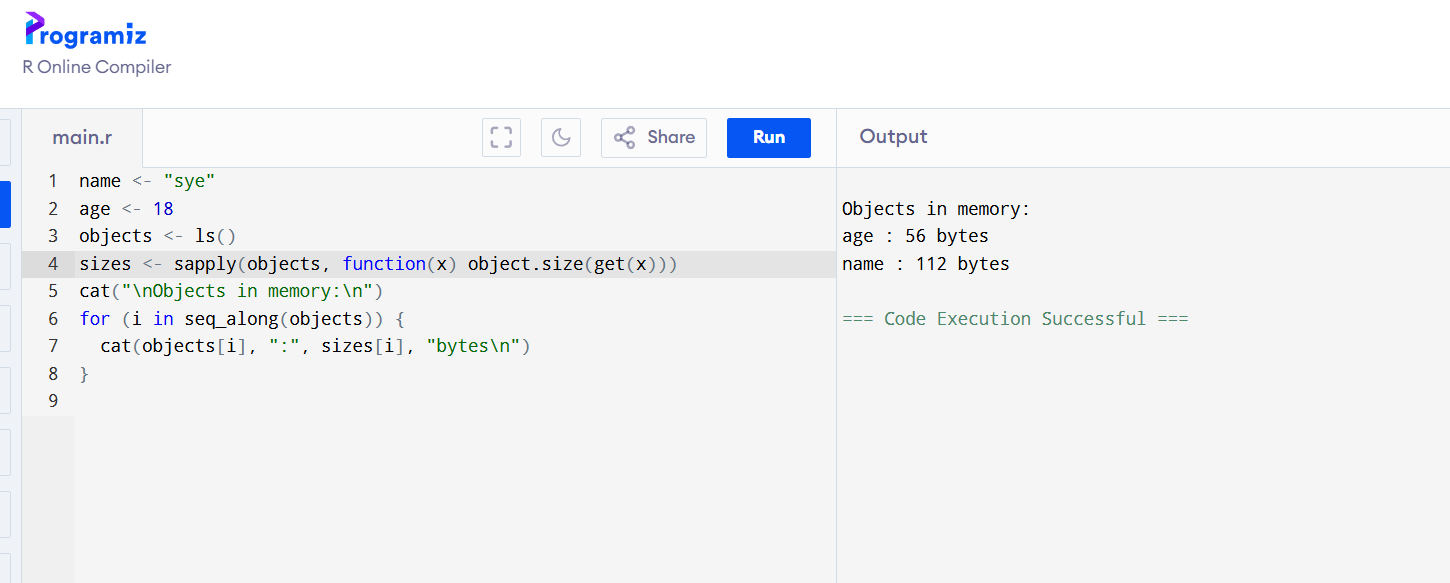 Programiz
R Online Compiler
main.r
Share
Run
Output
1 name <- "sye"
2 age <- 18
3 objects <- ls()
4 sizes <- sapply(objects, function(x) object.size(get(x)))
5 cat("\nObjects in memory:\n")
6 for (i in seq_along(objects)) {
7   cat(objects[i], ":", sizes[i], "bytes\n")
8 }
9
Objects in memory:
age : 56 bytes
name : 112 bytes
=== Code Execution Successful ===